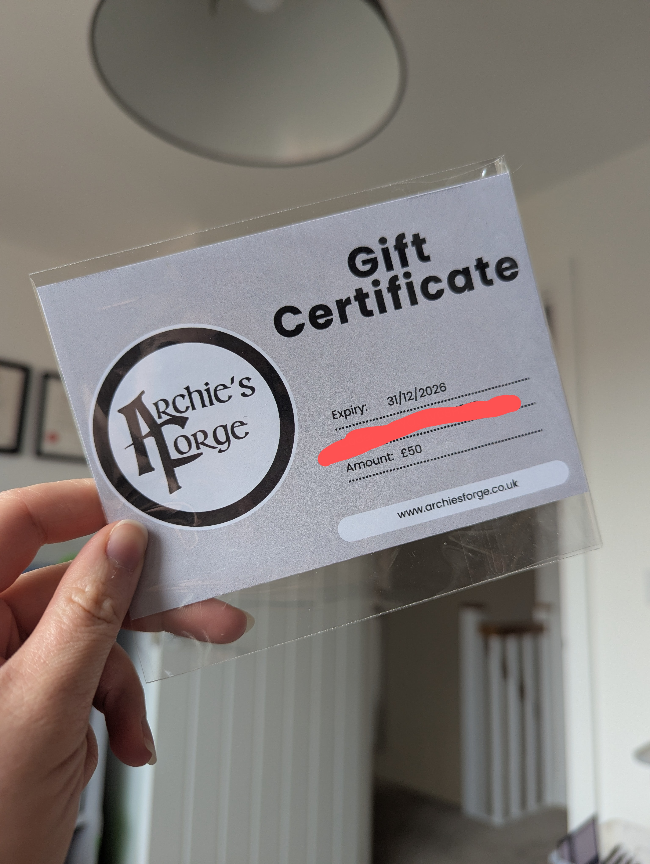 Gift
Certificate
Archie's
Forge
Expiry: 31/12/2026
Amount: £50
www.archiesforge.co.uk